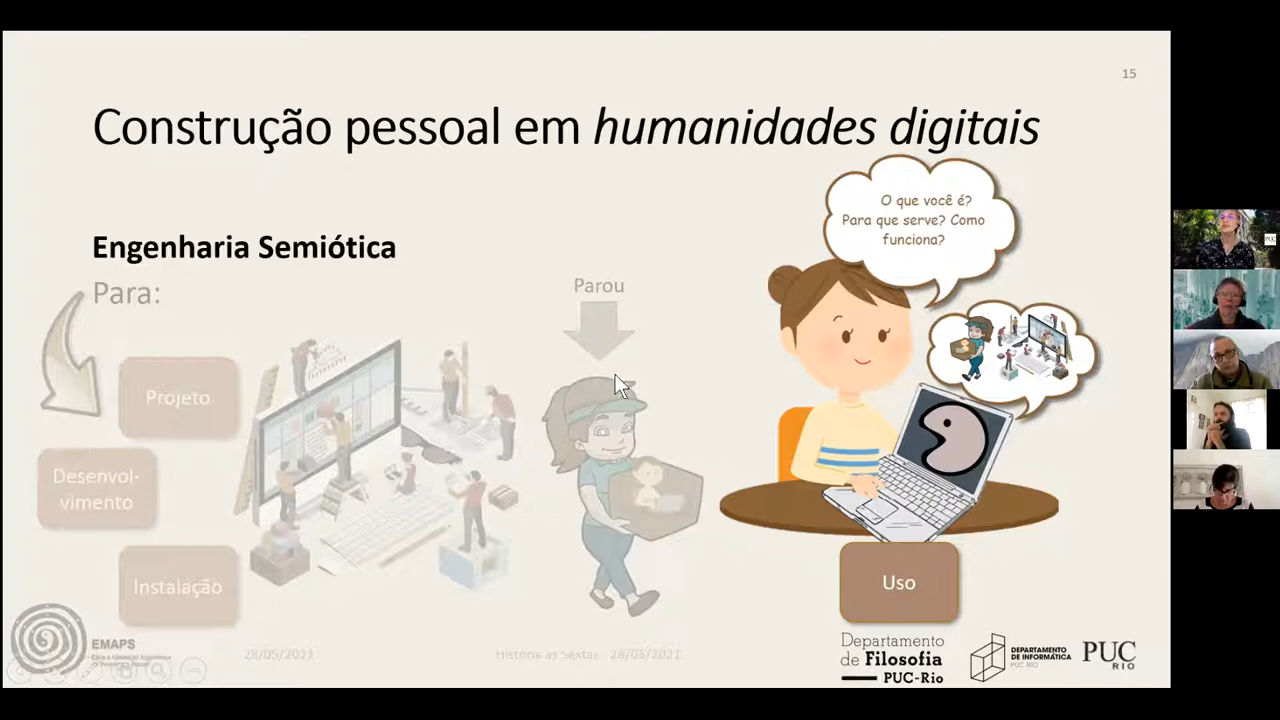 15
Construção pessoal em humanidades digitais
O que você é?
Para que serve? Como
funciona?
Engenharia Semiótica
Para:
Parou
Projeto
Desenvol-
vimento
Instalação
Uso
EMAPS
28/05/2021
História às Sextas - 28/05/2021
Departamento
de Filosofia
PUC-Rio
DEPARTAMENTO
DE INFORMÁTICA
PUC-RIO
PUC
RIO